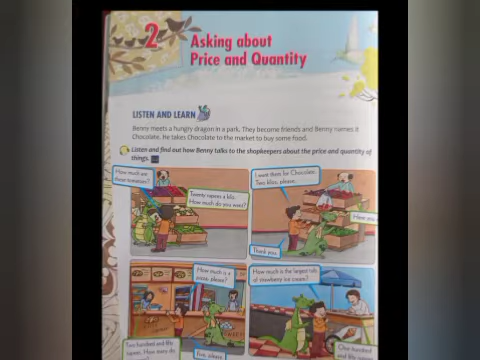 2
Asking about
Price and Quantity
LISTEN AND LEARN
Benny meets a hungry dragon in a park. They become friends and Benny names it
Chocolate. He takes Chocolate to the market to buy some food.
Listen and find out how Benny talks to the shopkeepers about the price and quantity of
things.
How much are
these tomatoes?
Twenty rupees a kilo.
How much do you want?
I want them for Chocolate.
Two kilos, please.
Here you
Thank you.
How much is a
pizza, please?
Two hundred and fifty
rupees. How many do
Five, please.
How much is the largest tub
of strawberry ice cream?
One hundred
and fifty